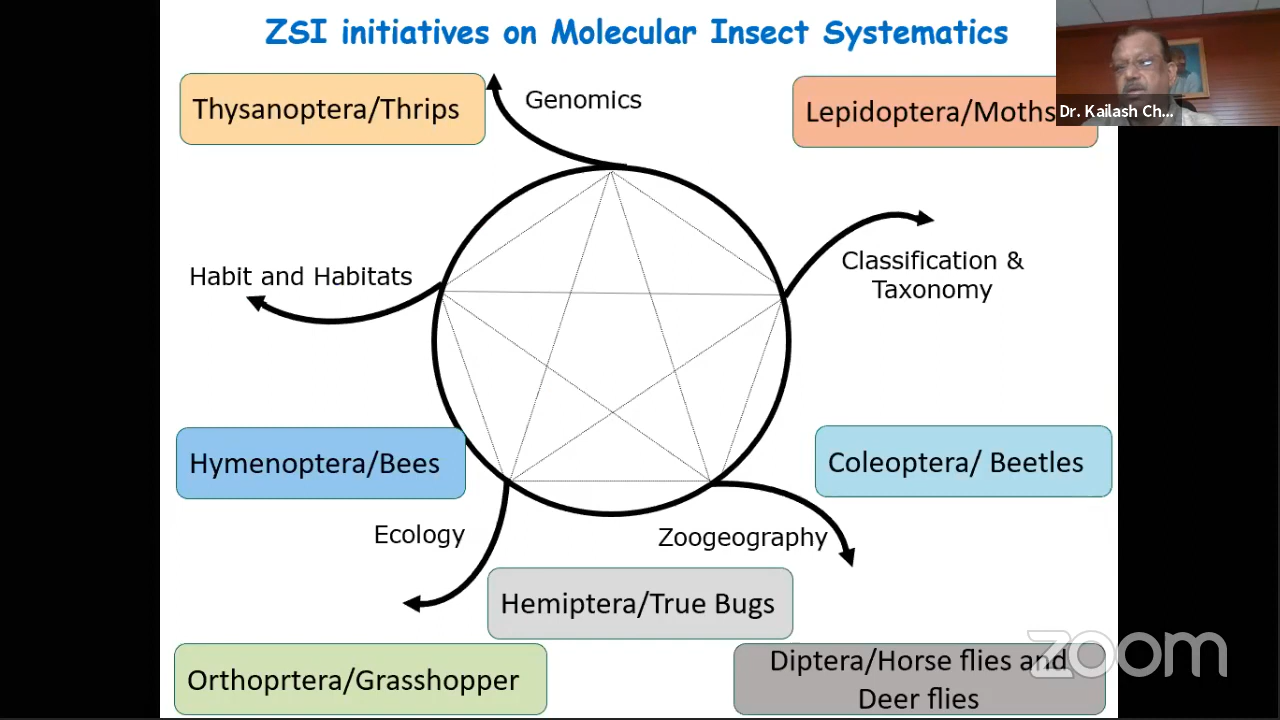 ZSI initiatives on Molecular Insect Systematics
Thysanoptera/Thrips
Genomics
Lepidoptera/Moths
Dr. Kailash Ch...
Habit and Habitats
Classification &
Taxonomy
Hymenoptera/Bees
Coleoptera/ Beetles
Ecology
Zoogeography
Hemiptera/True Bugs
Orthoprtera/Grasshopper
Diptera/Horse flies and
Deer flies
zoom